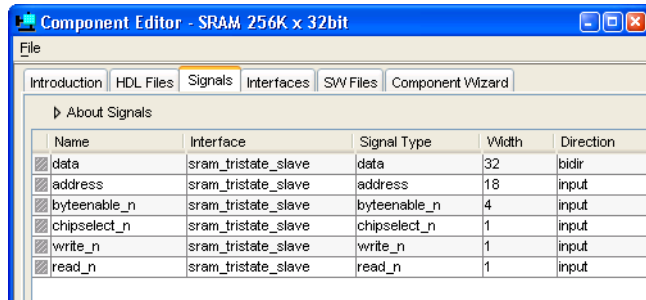 Component Editor - SRAM 256K x 32bit
File
Introduction HDL Files Signals Interfaces SW Files Component Wizard
About Signals
Name Interface Signal Type Width Direction
data sram_tristate_slave data 32 bidir
address sram_tristate_slave address 18 input
byteenable_n sram_tristate_slave byteenable_n 4 input
chipselect_n sram_tristate_slave chipselect_n 1 input
write_n sram_tristate_slave write_n 1 input
read_n sram_tristate_slave read_n 1 input